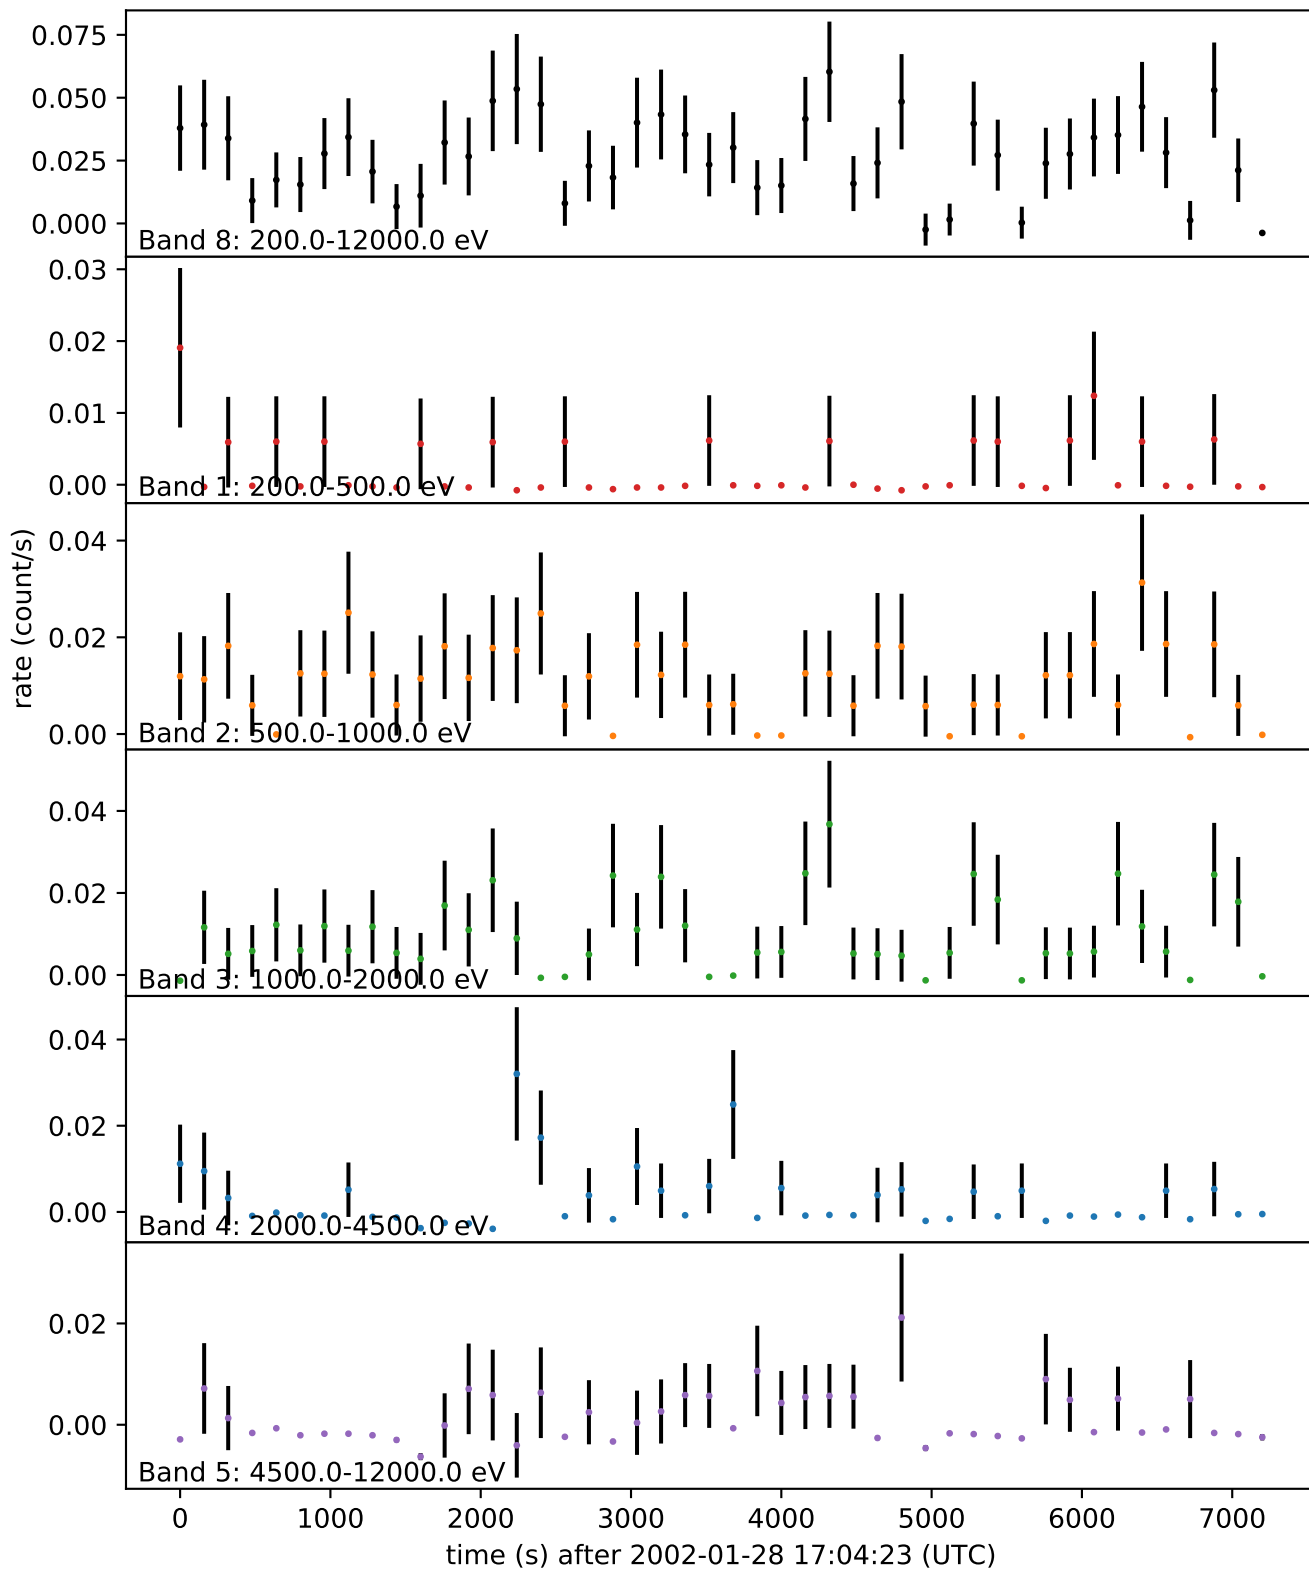 0.075
0.050
0.025
0.000
Band 8: 200.0-12000.0 eV
0.03
0.02
0.01
0.00
Band 1: 200.0-500.0 eV
rate (count/s)
0.04
0.02
0.00
Band 2: 500.0-1000.0 eV
0.04
0.02
0.00
Band 3: 1000.0-2000.0 eV
0.04
0.02
0.00
Band 4: 2000.0-4500.0 eV
0.02
0.00
Band 5: 4500.0-12000.0 eV
0 1000 2000 3000 4000 5000 6000 7000
time (s) after 2002-01-28 17:04:23 (UTC)